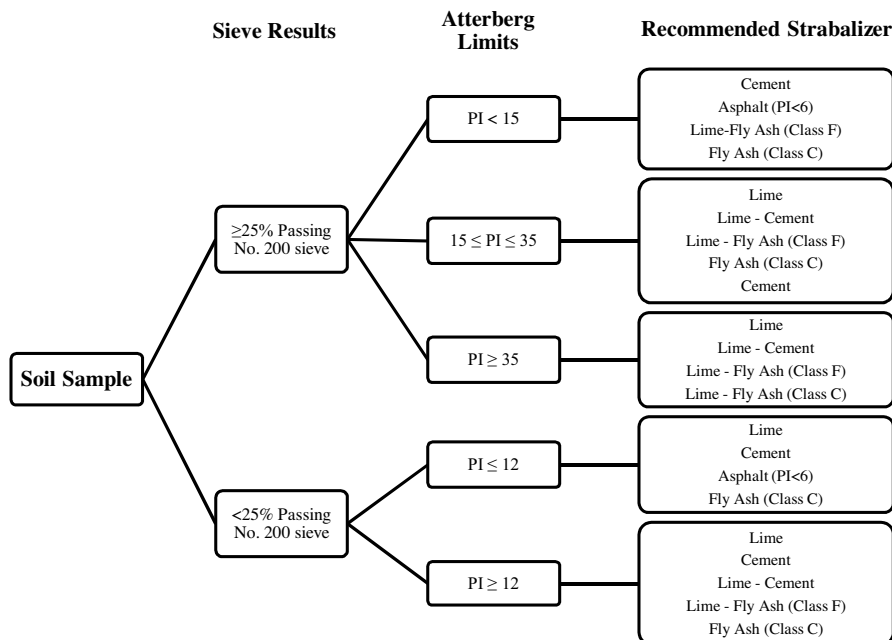 Sieve Results
Atterberg
Limits
Recommended Strabalizer
Soil Sample
≥25% Passing
No. 200 sieve
PI < 15
Cement
Asphalt (PI<6)
Lime-Fly Ash (Class F)
Fly Ash (Class C)
15 ≤ PI ≤ 35
Lime
Lime - Cement
Lime - Fly Ash (Class F)
Fly Ash (Class C)
Cement
PI ≥ 35
Lime
Lime - Cement
Lime - Fly Ash (Class F)
Lime - Fly Ash (Class C)
<25% Passing
No. 200 sieve
PI ≤ 12
Lime
Cement
Asphalt (PI<6)
Fly Ash (Class C)
PI ≥ 12
Lime
Cement
Lime - Cement
Lime - Fly Ash (Class F)
Fly Ash (Class C)